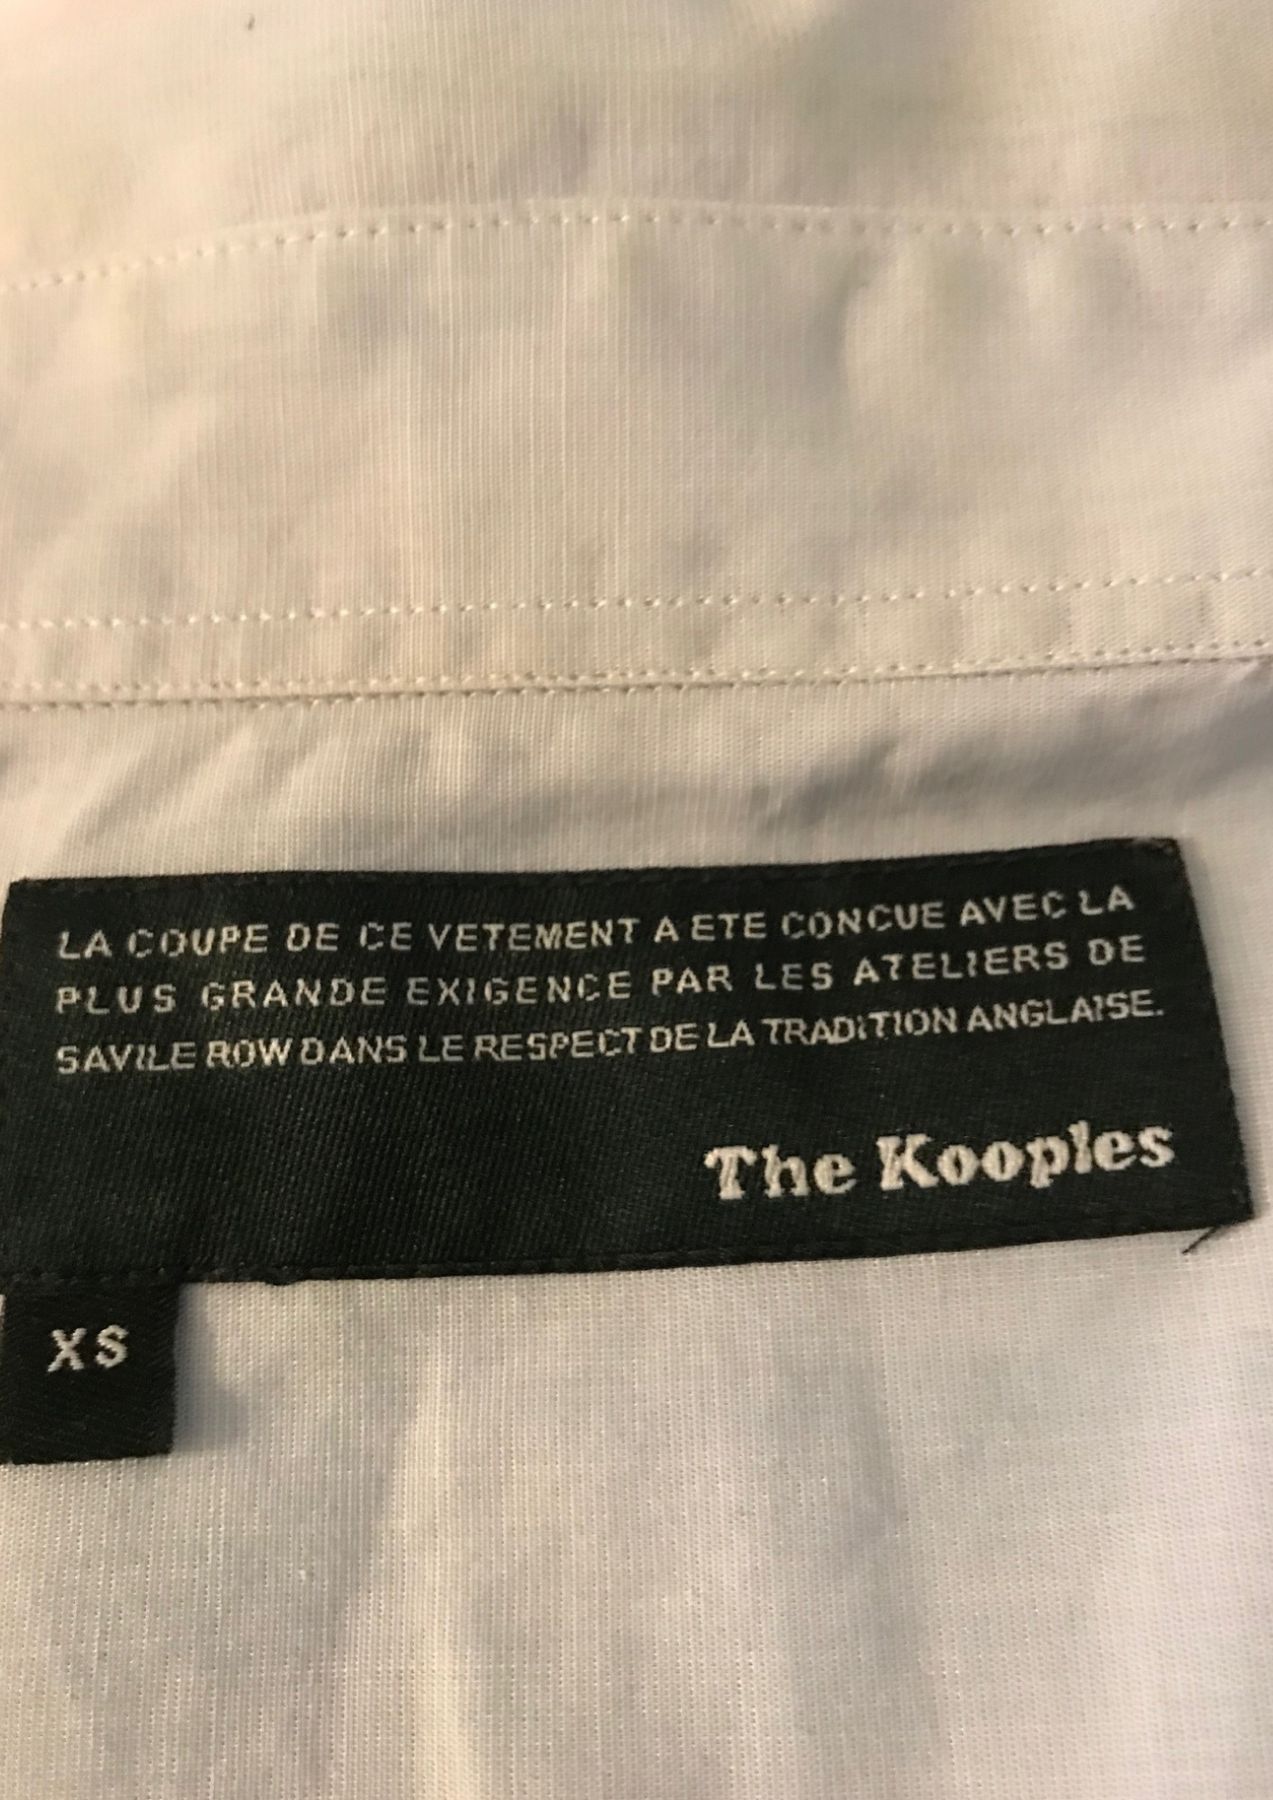 LA COUPE DE CE VETEMENT A ETE CONCUE AVEC LA
PLUS GRANDE EXIGENCE PAR LES ATELIERS DE
SAVILE ROW DANS LE RESPECT DE LA TRADITION ANGLAISE.
The Kooples
XS